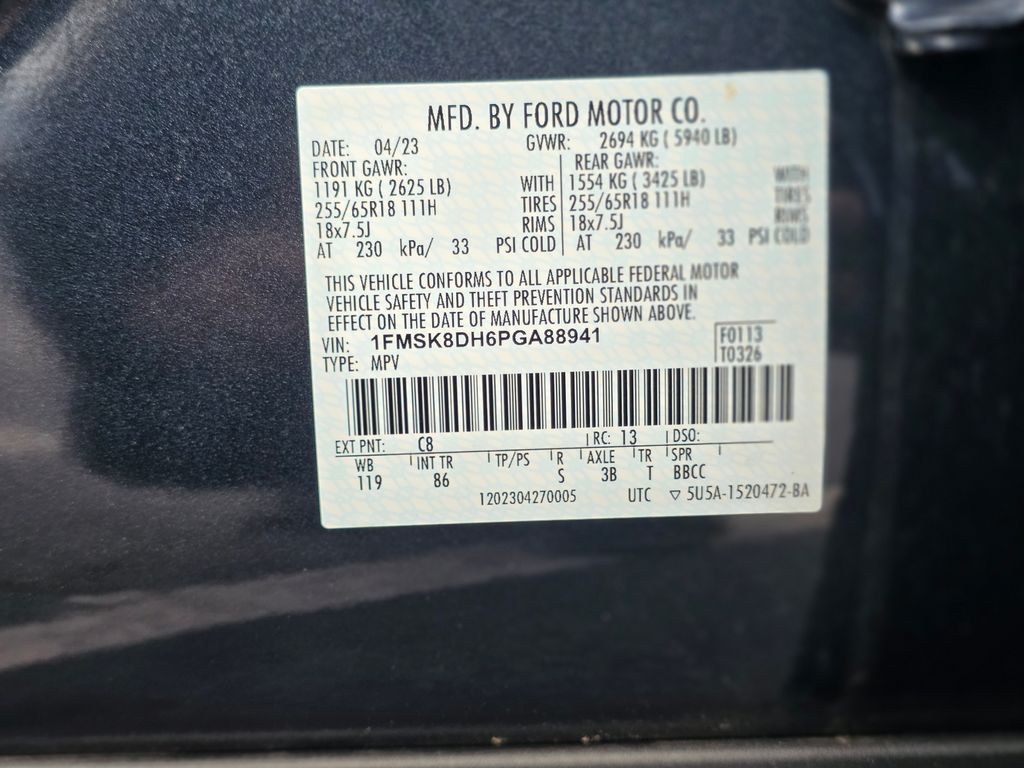 MFD. BY FORD MOTOR CO.
DATE: 04/23 GVWR: 2694 KG ( 5940 LB)
FRONT GAWR: REAR GAWR:
1191 KG ( 2625 LB) WITH 1554 KG ( 3425 LB) WITH
255/65R18 111H TIRES 255/65R18 111H TIRES
18x7.5J RIMS 18x7.5J RIMS
AT 230 kPa/ 33 PSI COLD AT 230 kPa/ 33 PSI COLD
THIS VEHICLE CONFORMS TO ALL APPLICABLE FEDERAL MOTOR
VEHICLE SAFETY AND THEFT PREVENTION STANDARDS IN
EFFECT ON THE DATE OF MANUFACTURE SHOWN ABOVE.
VIN: 1FMSK8DH6PGA88941 F0113
TYPE: MPV T0326
EXT PNT: C8 RC: 13 DSO:
WB INT TR TP/PS R AXLE TR SPR
119 86 S 3B T BBCC
1202304270005 UTC ▽ 5U5A-1520472-BA